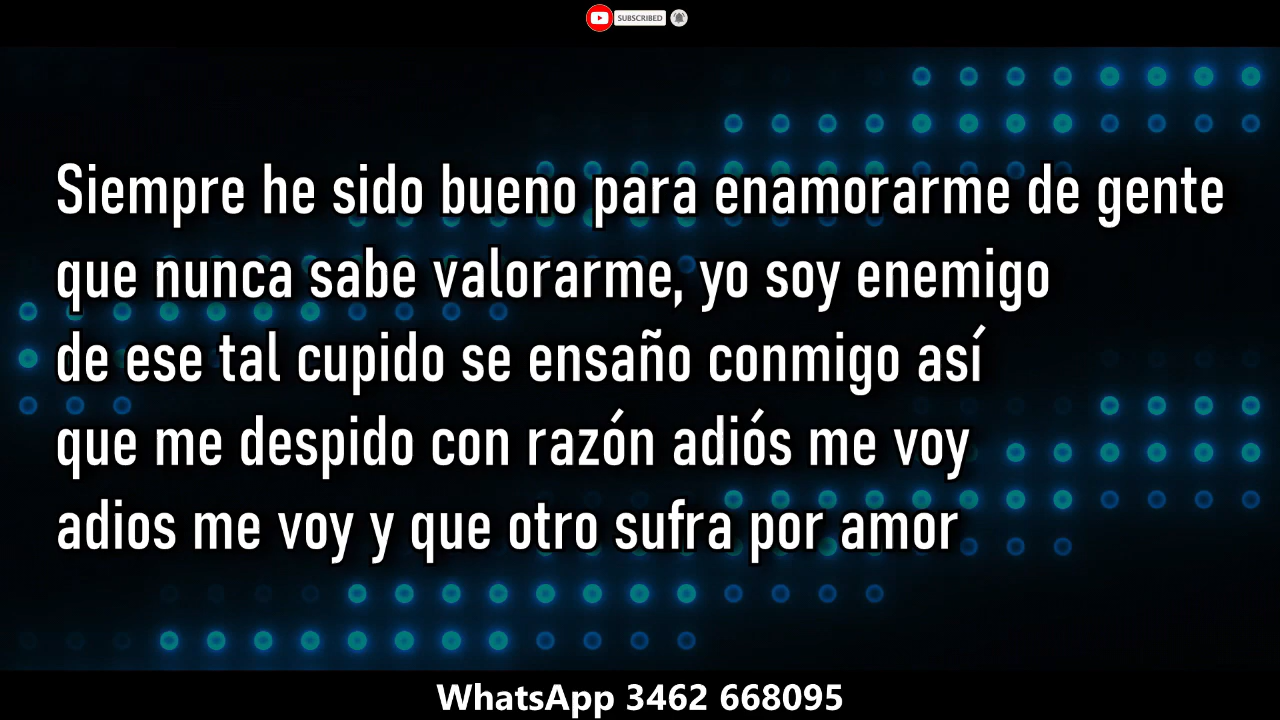 SUBSCRIBED
Siempre he sido bueno para enamorarme de gente
que nunca sabe valorarme, yo soy enemigo
de ese tal cupido se ensaño conmigo así
que me despido con razón adiós me voy
adios me voy y que otro sufra por amor
WhatsApp 3462 668095